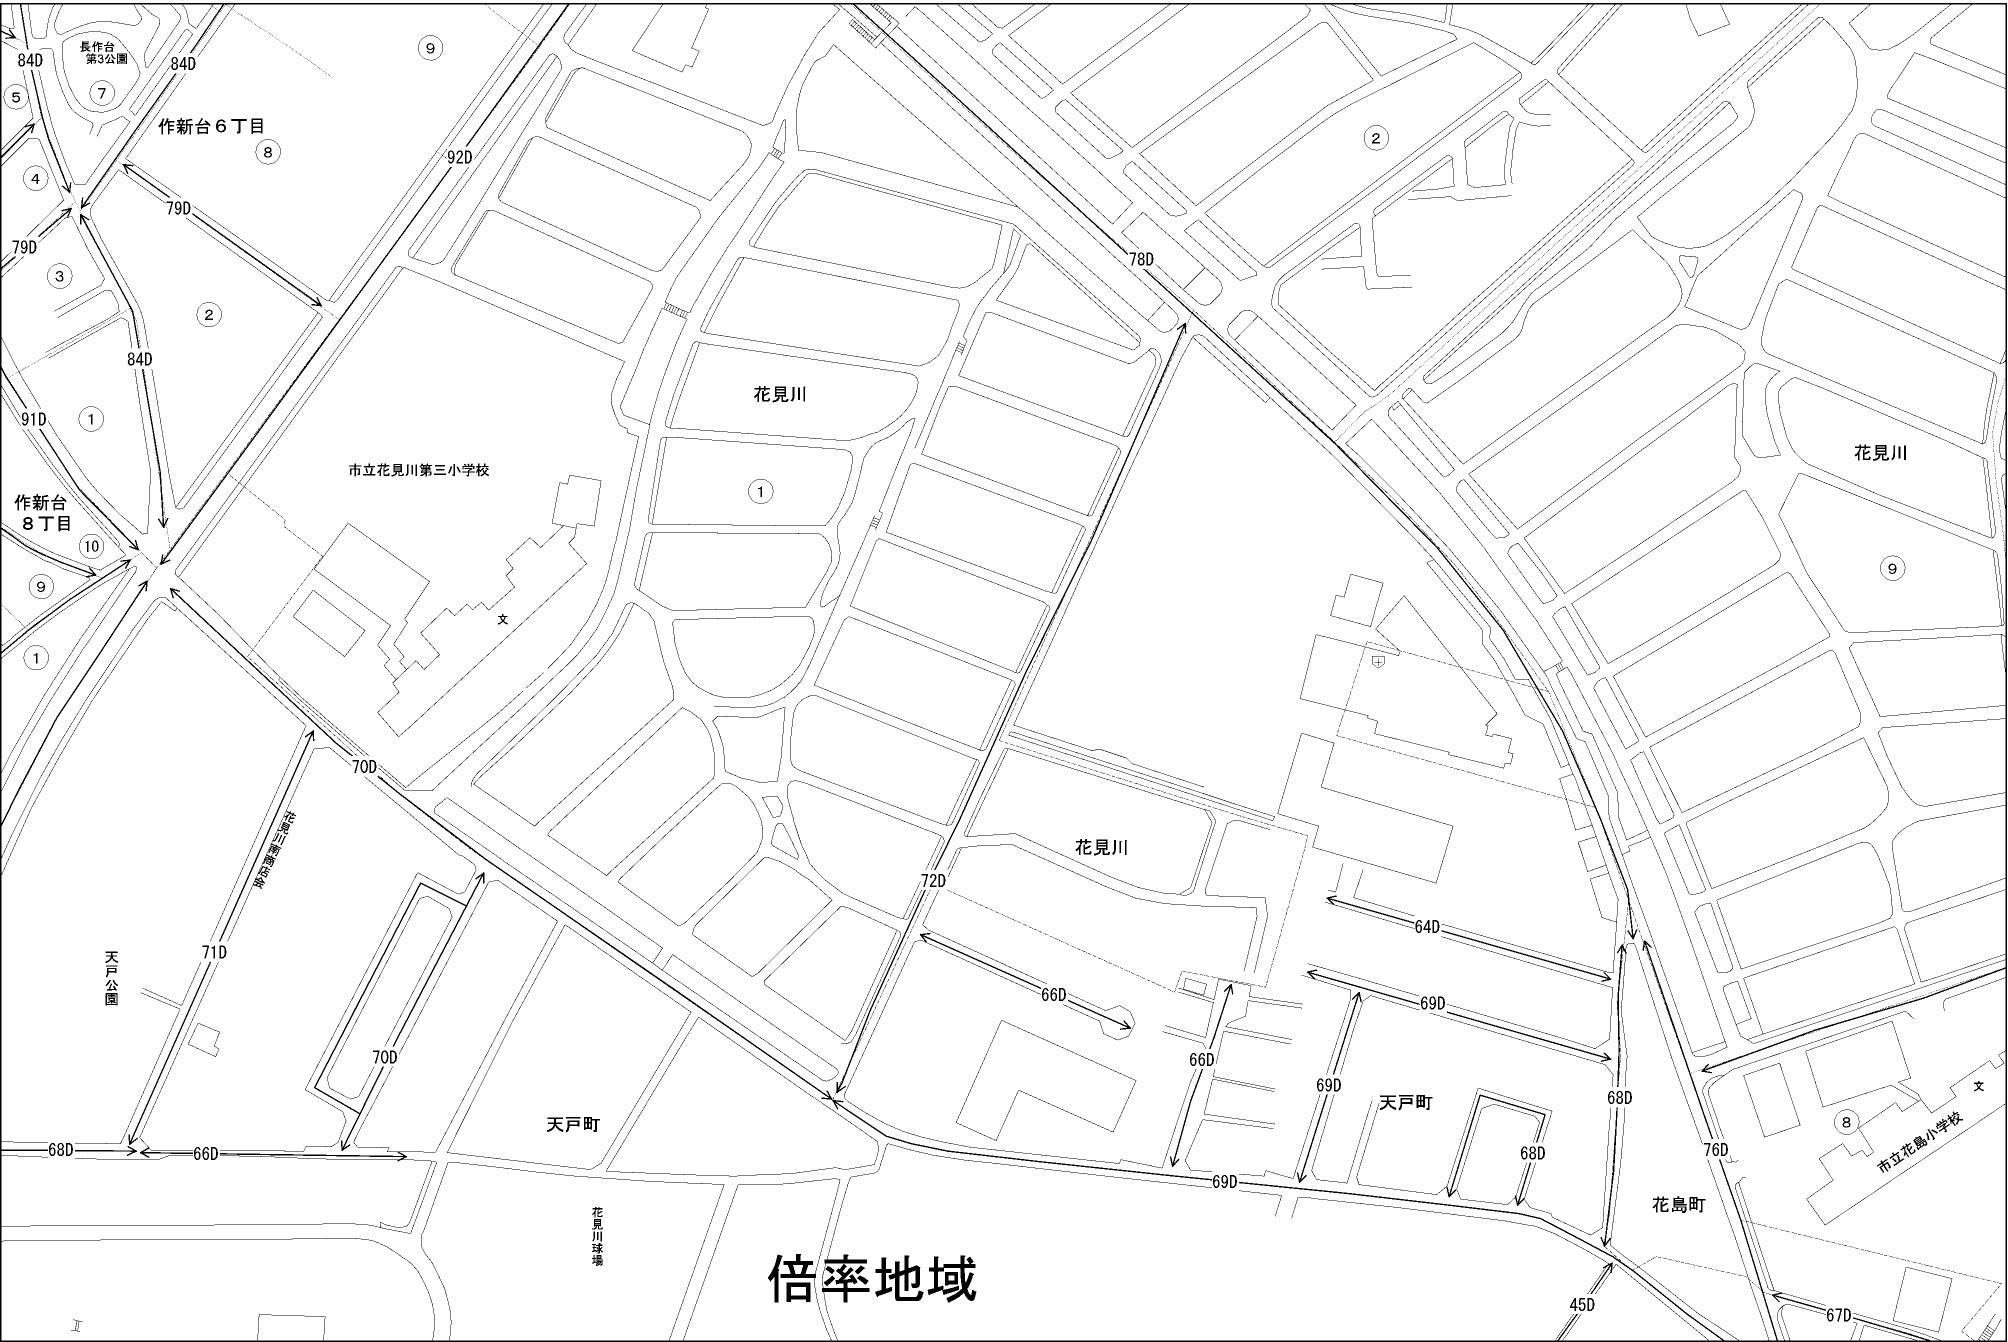 長作台
第3公園
84D
84D
⑨
⑤
⑦
作新台６丁目
⑧
②
92D
④
79D
79D
③
②
78D
84D
91D
①
花見川
花見川
市立花見川第三小学校
①
作新台
８丁目
⑩
⑨
⑨
文
①
70D
花見川南商店会
花見川
72D
71D
天戸公園
64D
66D
69D
70D
66D
69D
天戸町
天戸町
68D
文
⑧
市立花島小学校
68D
66D
68D
76D
69D
花島町
花見川球場
倍率地域
45D
67D